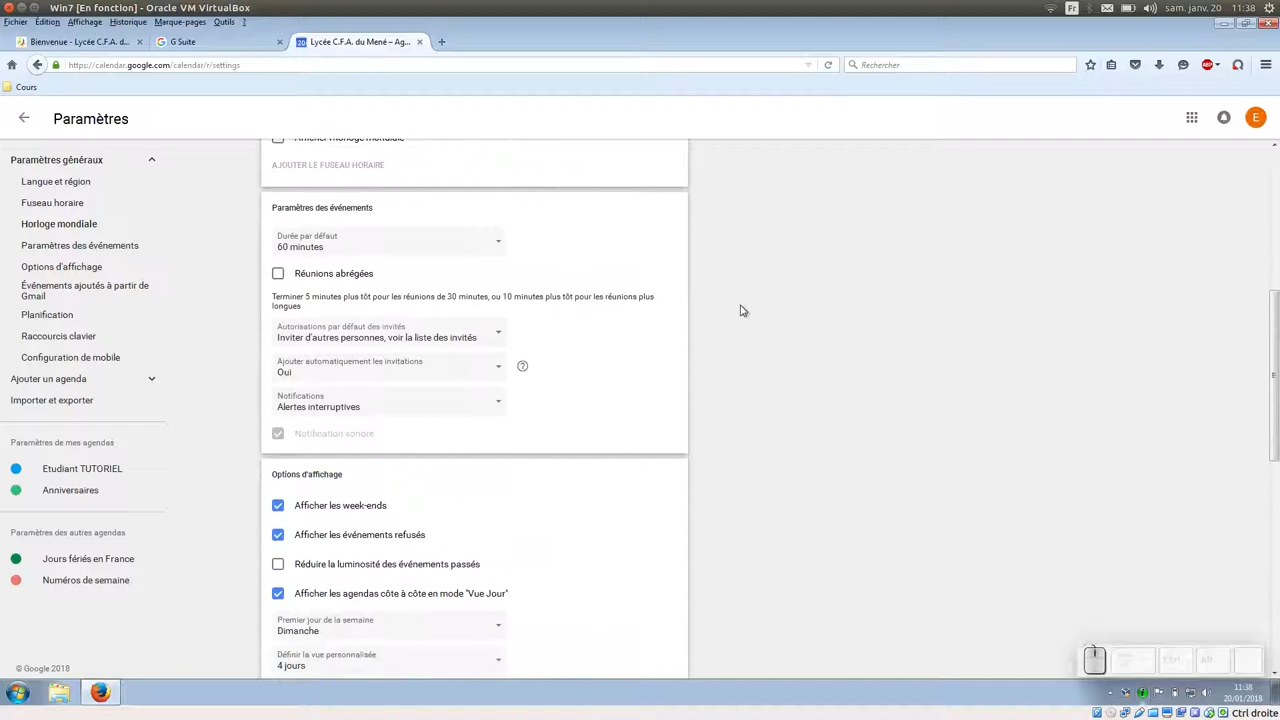 Win7 [En fonction] - Oracle VM VirtualBox
Fr
sam. janv. 20
11:38
Fichier Édition Affichage Historique Marque-pages Outils ?
Bienvenue - Lycée C.F.A. d...
G Suite
Lycée C.F.A. du Mené – Ag...
https://calendar.google.com/calendar/r/settings
Rechercher
ABP
Cours
Paramètres
E
Paramètres généraux
Langue et région
Fuseau horaire
Horloge mondiale
Paramètres des événements
Options d'affichage
Événements ajoutés à partir de
Gmail
Planification
Raccourcis clavier
Configuration de mobile
Ajouter un agenda
Importer et exporter
Paramètres de mes agendas
Etudiant TUTORIEL
Anniversaires
Paramètres des autres agendas
Jours fériés en France
Numéros de semaine
© Google 2018
Afficher horloge mondiale
AJOUTER LE FUSEAU HORAIRE
Paramètres des événements
Durée par défaut
60 minutes
Réunions abrégées
Terminer 5 minutes plus tôt pour les réunions de 30 minutes, ou 10 minutes plus tôt pour les réunions plus
longues
Autorisations par défaut des invités
Inviter d'autres personnes, voir la liste des invités
Ajouter automatiquement les invitations
Oui
Notifications
Alertes interruptives
Notification sonore
Options d'affichage
Afficher les week-ends
Afficher les événements refusés
Réduire la luminosité des événements passés
Afficher les agendas côte à côte en mode "Vue Jour"
Premier jour de la semaine
Dimanche
Définir la vue personnalisée
4 jours
Ctrl
Alt
11:38
20/01/2018
Ctrl droite